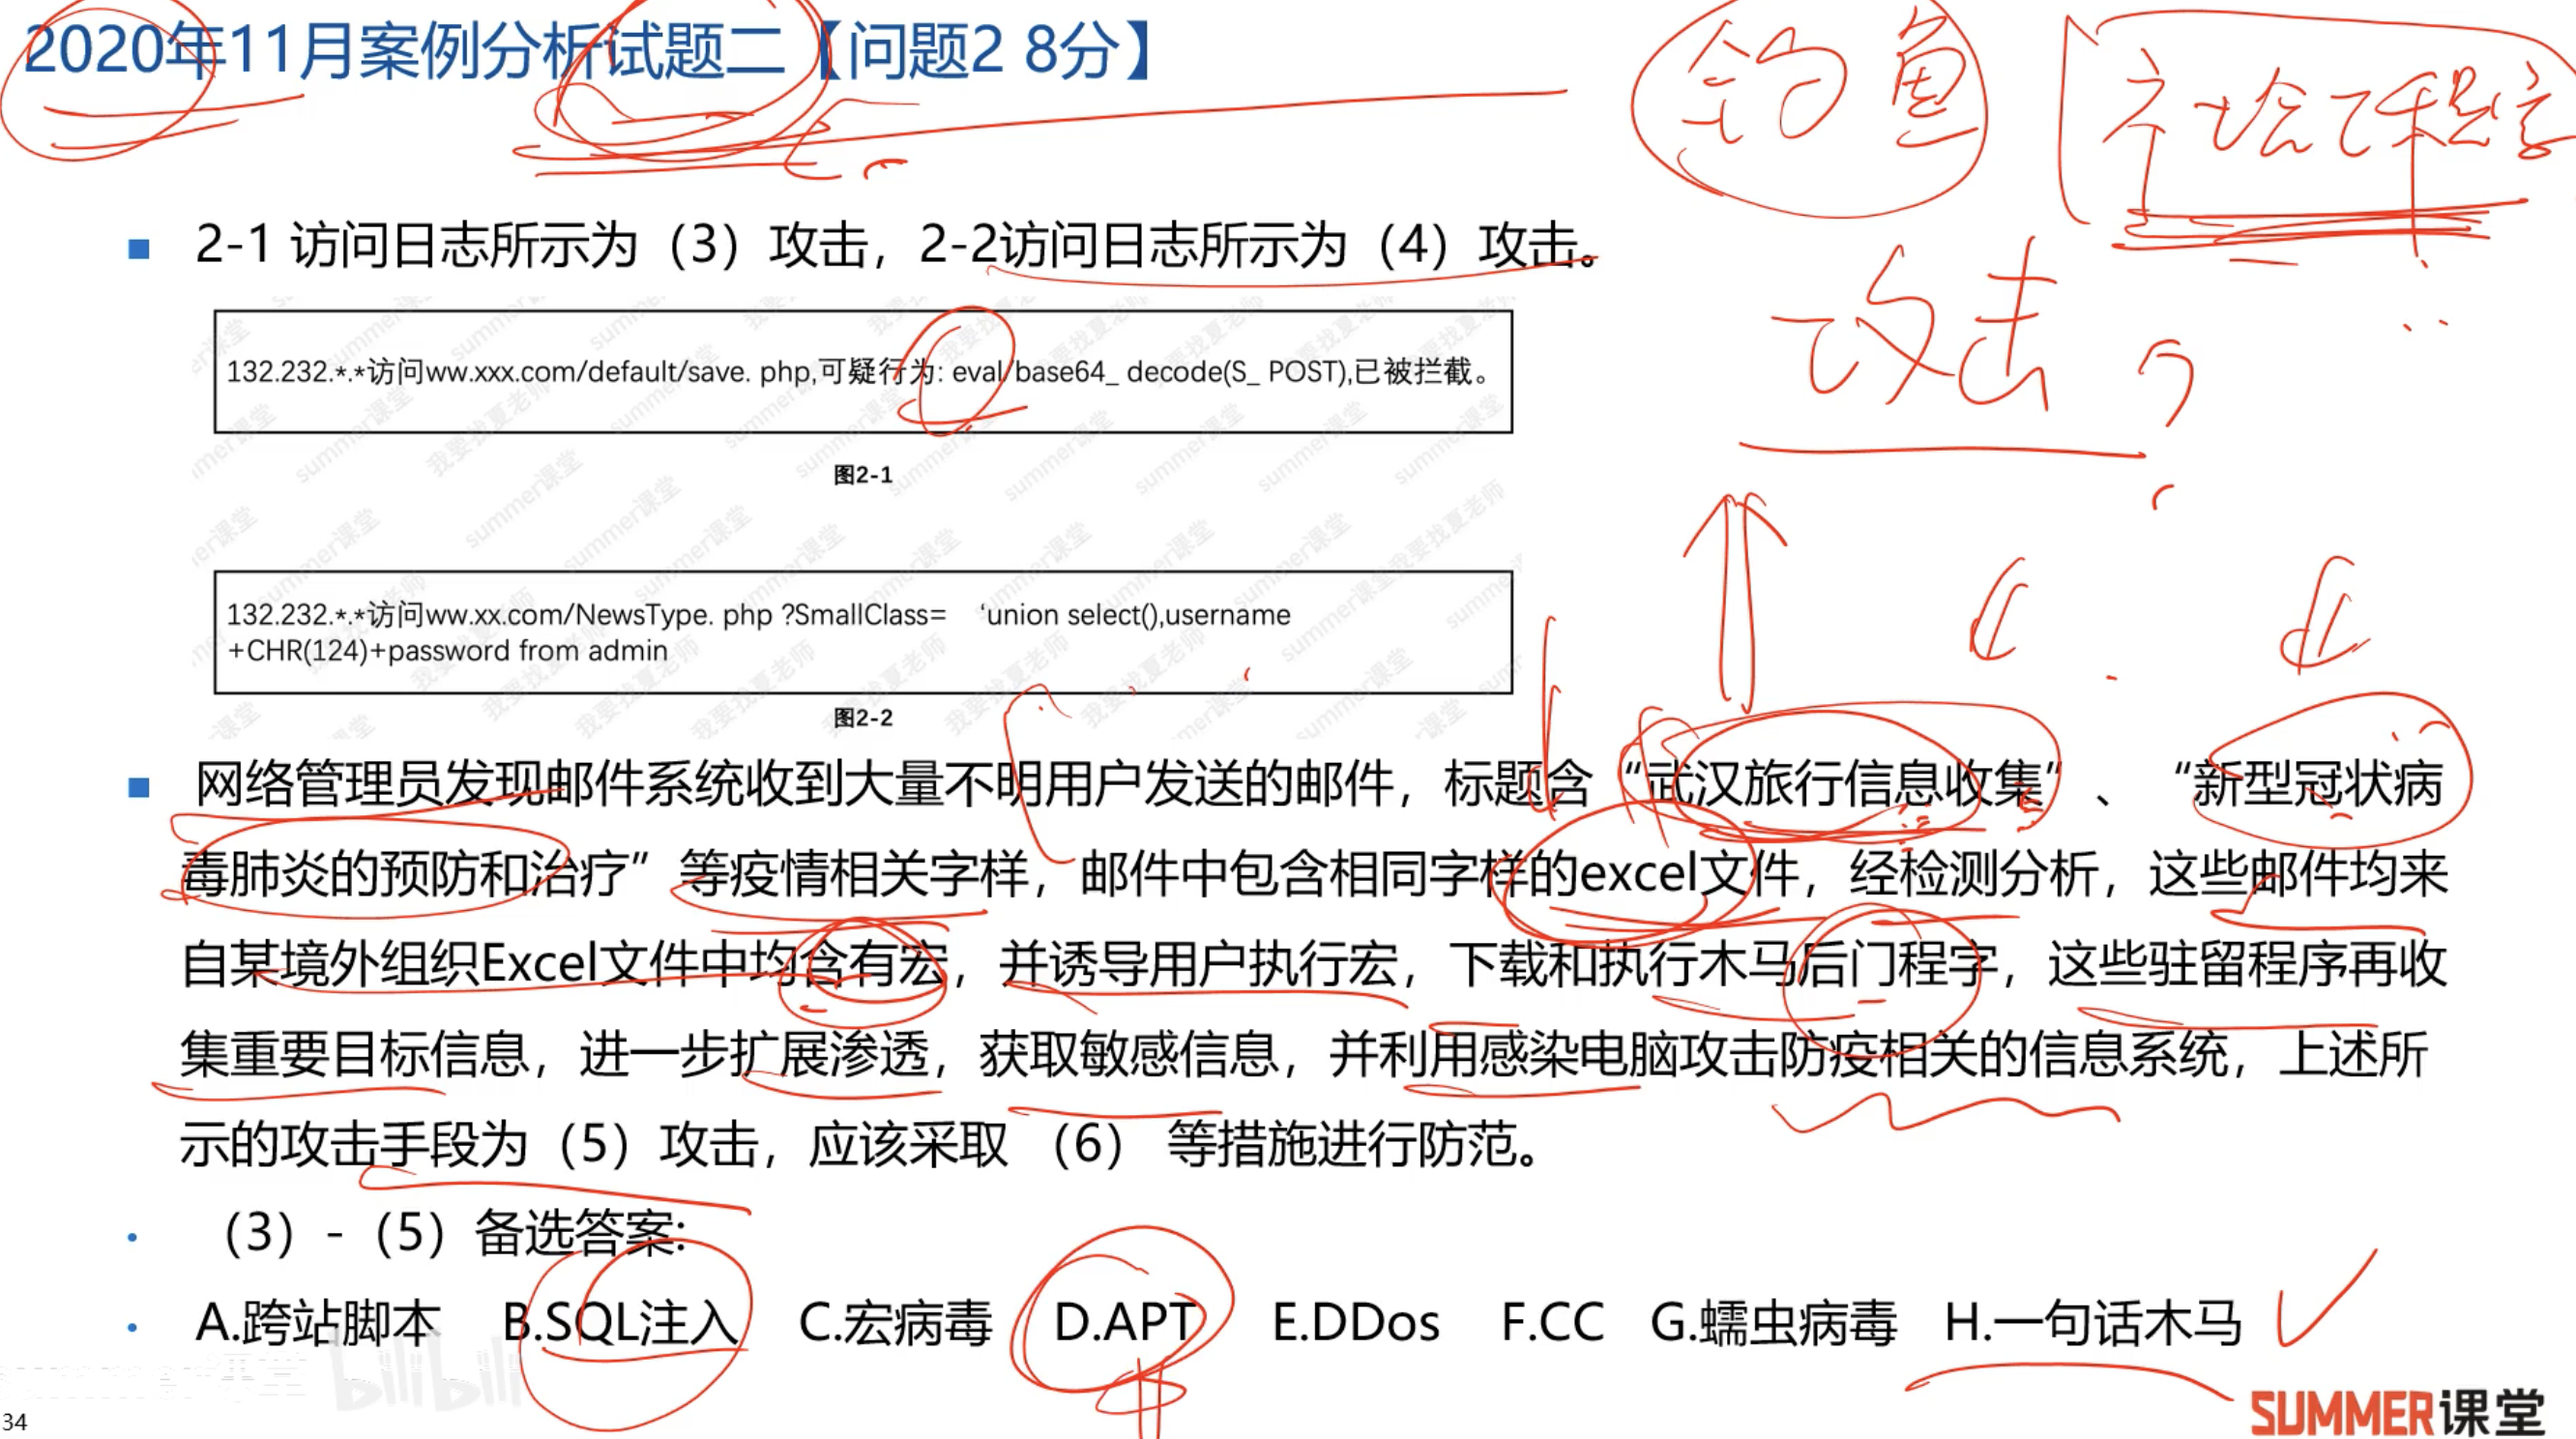 2020年11月案例分析试题二【问题2 8分】
钓鱼
攻击
2-1 访问日志所示为（3）攻击，2-2访问日志所示为（4）攻击。
132.232.*.*访问ww.xxx.com/default/save. php,可疑行为: eval/base64_ decode(S_ POST),已被拦截。
图2-1
132.232.*.*访问ww.xx.com/NewsType. php ?SmallClass= ‘union select(),username
+CHR(124)+password from admin
图2-2
网络管理员发现邮件系统收到大量不明用户发送的邮件，标题含“武汉旅行信息收集”、“新型冠状病
毒肺炎的预防和治疗”等疫情相关字样，邮件中包含相同字样的excel文件，经检测分析，这些邮件均来
自某境外组织Excel文件中均含有宏，并诱导用户执行宏，下载和执行木马后门程字，这些驻留程序再收
集重要目标信息，进一步扩展渗透，获取敏感信息，并利用感染电脑攻击防疫相关的信息系统，上述所
示的攻击手段为（5）攻击，应该采取 （6） 等措施进行防范。
（3）-（5）备选答案:
A.跨站脚本 B.SQL注入 C.宏病毒 D.APT E.DDos F.CC G.蠕虫病毒 H.一句话木马
summer课堂 bilibili
34
SUMMER课堂